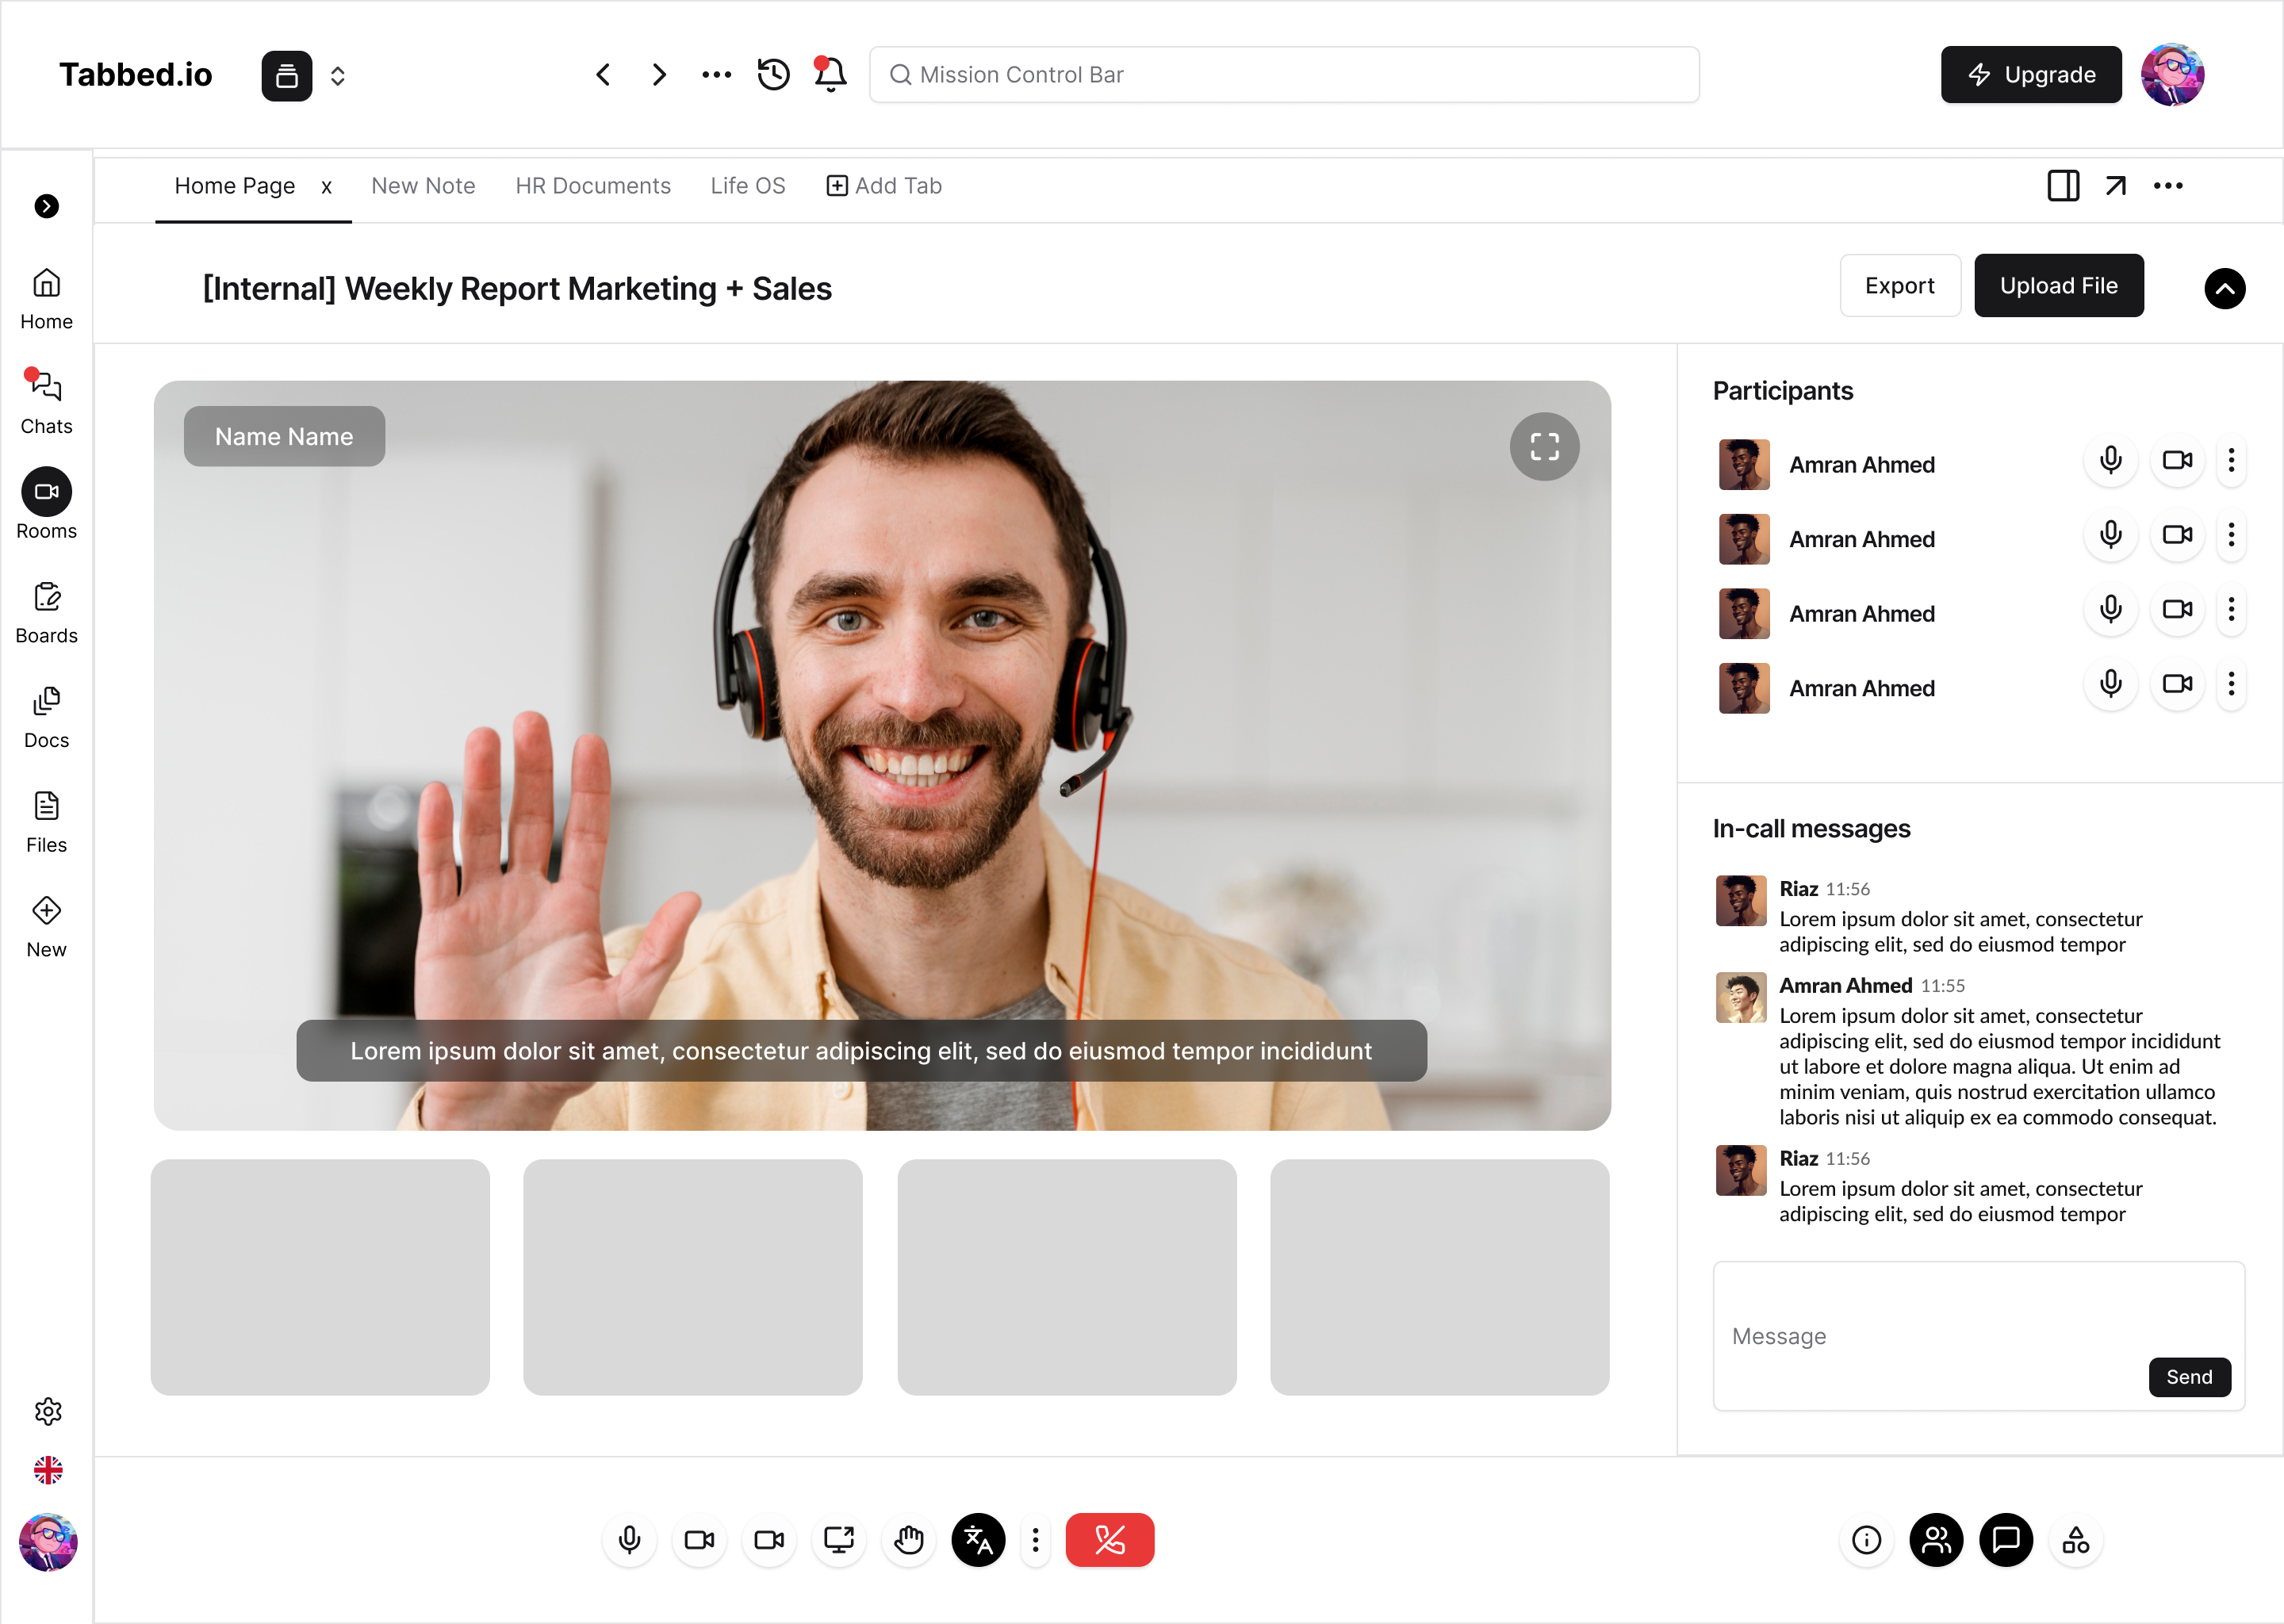 Tabbed.io
Mission Control Bar
Upgrade
Home Page x New Note HR Documents Life OS Add Tab
[Internal] Weekly Report Marketing + Sales
Export
Upload File
Home
Chats
Rooms
Boards
Docs
Files
New
Name Name
Lorem ipsum dolor sit amet, consectetur adipiscing elit, sed do eiusmod tempor incididunt
Participants
Amran Ahmed
Amran Ahmed
Amran Ahmed
Amran Ahmed
In-call messages
Riaz 11:56
Lorem ipsum dolor sit amet, consectetur
adipiscing elit, sed do eiusmod tempor
Amran Ahmed 11:55
Lorem ipsum dolor sit amet, consectetur
adipiscing elit, sed do eiusmod tempor incididunt
ut labore et dolore magna aliqua. Ut enim ad
minim veniam, quis nostrud exercitation ullamco
laboris nisi ut aliquip ex ea commodo consequat.
Riaz 11:56
Lorem ipsum dolor sit amet, consectetur
adipiscing elit, sed do eiusmod tempor
Message
Send